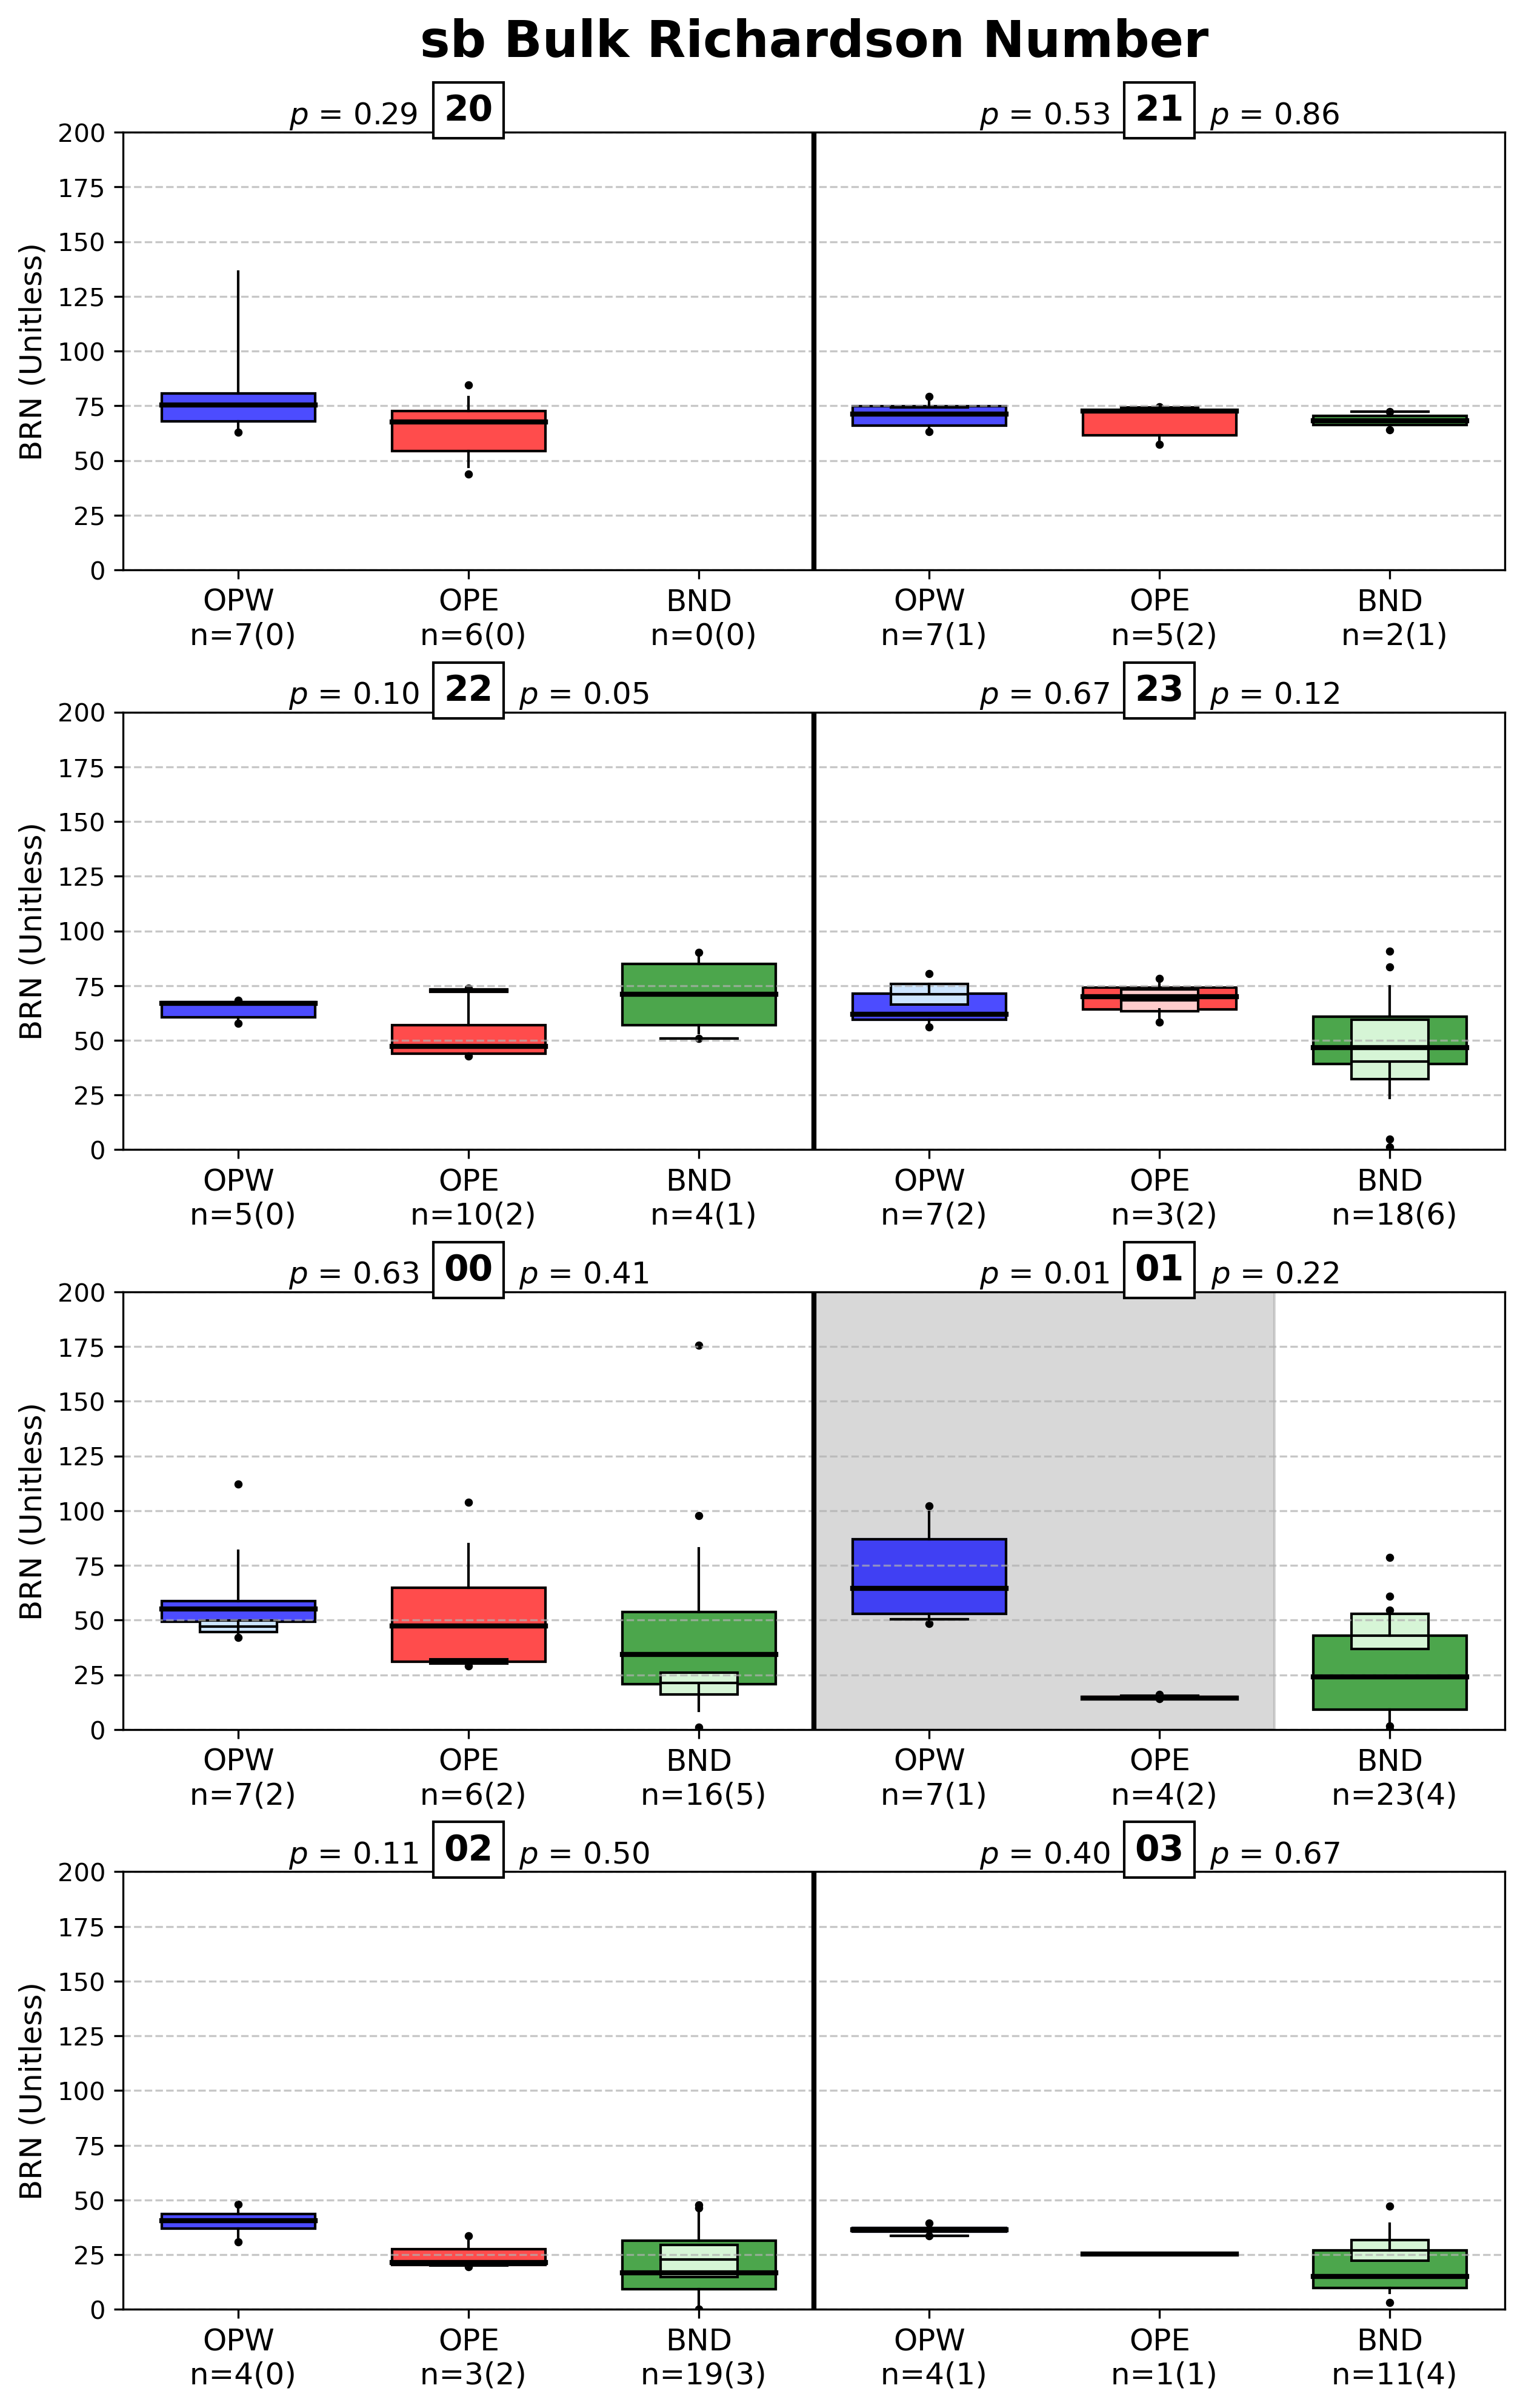 sb Bulk Richardson Number
p = 0.29 20
p = 0.53 21 p = 0.86
BRN (Unitless)
200
175
150
125
100
75
50
25
0
OPW
n=7(0)
OPE
n=6(0)
BND
n=0(0)
OPW
n=7(1)
OPE
n=5(2)
BND
n=2(1)
p = 0.10 22 p = 0.05
p = 0.67 23 p = 0.12
BRN (Unitless)
200
175
150
125
100
75
50
25
0
OPW
n=5(0)
OPE
n=10(2)
BND
n=4(1)
OPW
n=7(2)
OPE
n=3(2)
BND
n=18(6)
p = 0.63 00 p = 0.41
p = 0.01 01 p = 0.22
BRN (Unitless)
200
175
150
125
100
75
50
25
0
OPW
n=7(2)
OPE
n=6(2)
BND
n=16(5)
OPW
n=7(1)
OPE
n=4(2)
BND
n=23(4)
p = 0.11 02 p = 0.50
p = 0.40 03 p = 0.67
BRN (Unitless)
200
175
150
125
100
75
50
25
0
OPW
n=4(0)
OPE
n=3(2)
BND
n=19(3)
OPW
n=4(1)
OPE
n=1(1)
BND
n=11(4)